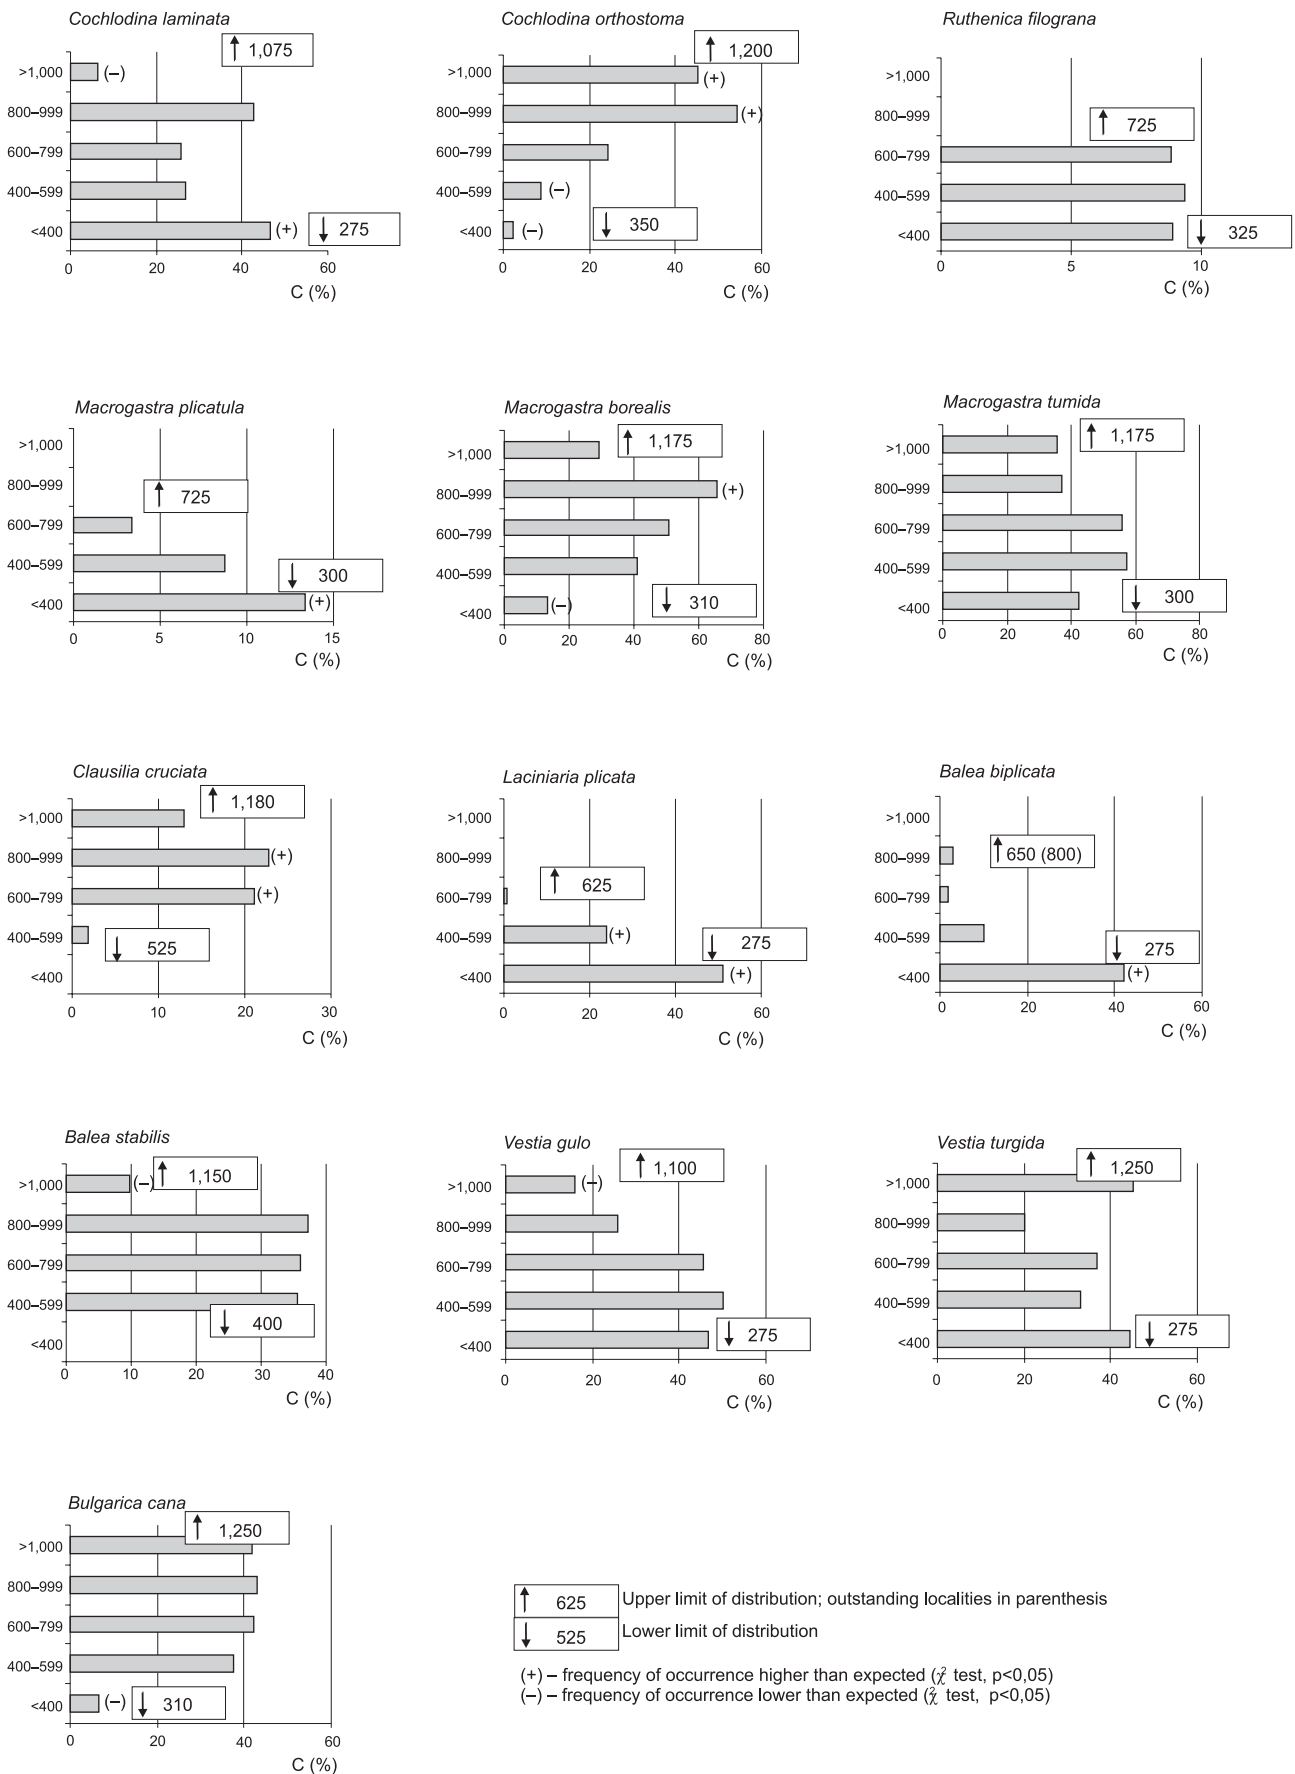 Cochlodina laminata
1,075
>1,000
(–)
800–999
600–799
400–599
<400
(+)
275
0 20 40 60
C (%)
Cochlodina orthostoma
1,200
>1,000
(+)
800–999
(+)
600–799
400–599
(–)
<400
(–)
350
0 20 40 60
C (%)
Ruthenica filograna
>1,000
800–999
725
600–799
400–599
<400
325
0 5 10
C (%)
Macrogastra plicatula
>1,000
800–999
725
600–799
400–599
300
<400
(+)
0 5 10 15
C (%)
Macrogastra borealis
1,175
>1,000
800–999
(+)
600–799
400–599
<400
(–)
310
0 20 40 60 80
C (%)
Macrogastra tumida
1,175
>1,000
800–999
600–799
400–599
300
<400
0 20 40 60 80
C (%)
Clausilia cruciata
1,180
>1,000
800–999
(+)
600–799
(+)
400–599
525
<400
0 10 20 30
C (%)
Laciniaria plicata
>1,000
800–999
625
600–799
400–599
(+)
275
<400
(+)
0 20 40 60
C (%)
Balea biplicata
>1,000
800–999
650 (800)
600–799
400–599
275
<400
(+)
0 20 40 60
C (%)
Balea stabilis
1,150
>1,000
(–)
800–999
600–799
400–599
400
<400
0 10 20 30 40
C (%)
Vestia gulo
1,100
>1,000
(–)
800–999
600–799
400–599
275
<400
0 20 40 60
C (%)
Vestia turgida
1,250
>1,000
800–999
600–799
400–599
275
<400
0 20 40 60
C (%)
Bulgarica cana
1,250
>1,000
800–999
600–799
400–599
<400
(–)
310
0 20 40 60
C (%)
625 Upper limit of distribution; outstanding localities in parenthesis
525 Lower limit of distribution
(+) – frequency of occurrence higher than expected (χ² test, p<0,05)
(–) – frequency of occurrence lower than expected (χ² test, p<0,05)